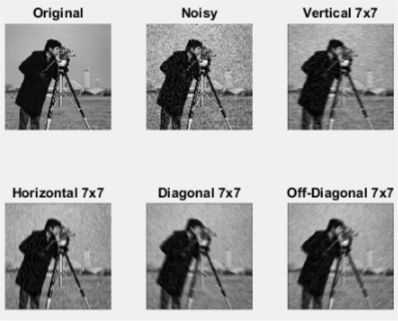 Original
Noisy
Vertical 7x7
Horizontal 7x7
Diagonal 7x7
Off-Diagonal 7x7